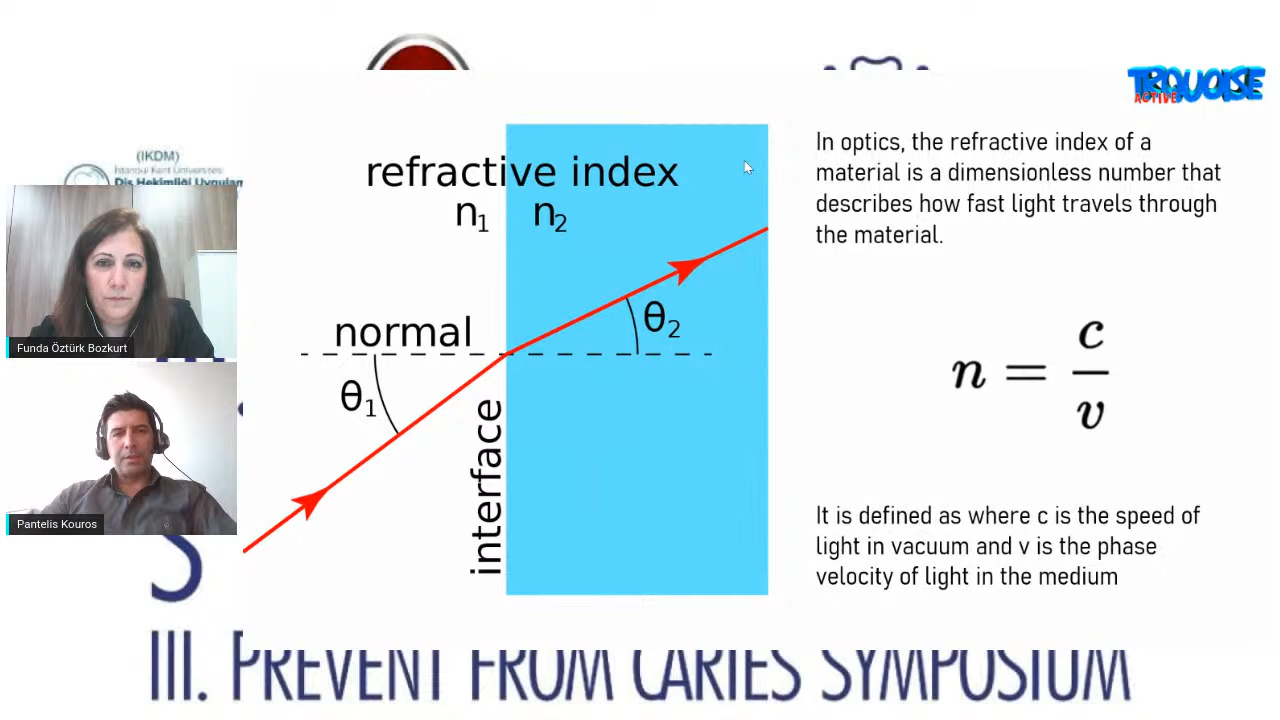 TRQUOISE
ACTIVE
(IKDM)
İstanbul Kent Üniversitesi
Diş Hekimliği Uygulam
Funda Öztürk Bozkurt
Pantelis Kouros
refractive index
n1 n2
normal
θ1
θ2
interface
In optics, the refractive index of a
material is a dimensionless number that
describes how fast light travels through
the material.
n = c
v
It is defined as where c is the speed of
light in vacuum and v is the phase
velocity of light in the medium
S
III. PREVENT FROM CARIES SYMPOSIUM